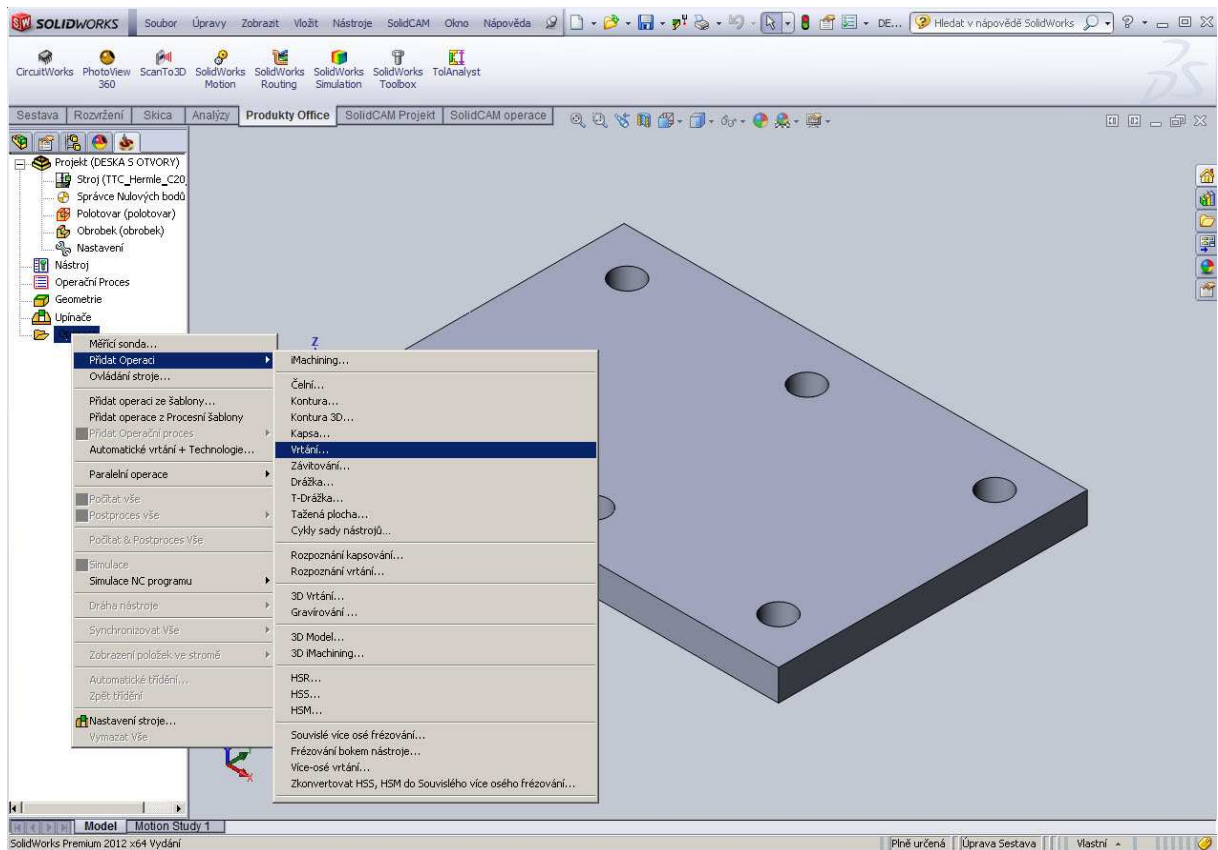 SOLIDWORKS Soubor Úpravy Zobrazit Vložit Nástroje SolidCAM Okno Nápověda DE... Hledat v nápovědě SolidWorks
CircuitWorks PhotoView 360 ScanTo3D SolidWorks Motion SolidWorks Routing SolidWorks Simulation SolidWorks Toolbox TolAnalyst
Sestava Rozvržení Skica Analýzy Produkty Office SolidCAM Projekt SolidCAM operace
Projekt (DESKA S OTVORY)
Stroj (TTC_Hermle_C20
Správce Nulových bodů
Polotovar (polotovar)
Obrobek (obrobek)
Nastavení
Nástroj
Operační Proces
Geometrie
Upínače
Měřící sonda...
Přidat Operaci
Ovládání stroje...
Přidat operaci ze šablony...
Přidat operace z Procesní šablony
Přidat Operační proces
Automatické vrtání + Technologie...
Paralelní operace
Počítat vše
Postproces vše
Počítat & Postproces Vše
Simulace
Simulace NC programu
Dráha nástroje
Synchronizovat Vše
Zobrazení položek ve stromě
Automatické třídění...
Zpět třídění
Nastavení stroje...
Vymazat Vše
Z
iMachining...
Čelní...
Kontura...
Kontura 3D...
Kapsa...
Vrtání...
Závitování...
Drážka...
T-Drážka...
Tažená plocha...
Cykly sady nástrojů...
Rozpoznání kapsování...
Rozpoznání vrtání...
3D Vrtání...
Gravírování ...
3D Model...
3D iMachining...
HSR...
HSS...
HSM...
Souvislé více osé frézování...
Frézování bokem nástroje...
Více-osé vrtání...
Zkonvertovat HSS, HSM do Souvislého více osého frézování...
X
Model Motion Study 1
SolidWorks Premium 2012 x64 Vydání Plně určená Úprava Sestava Vlastní